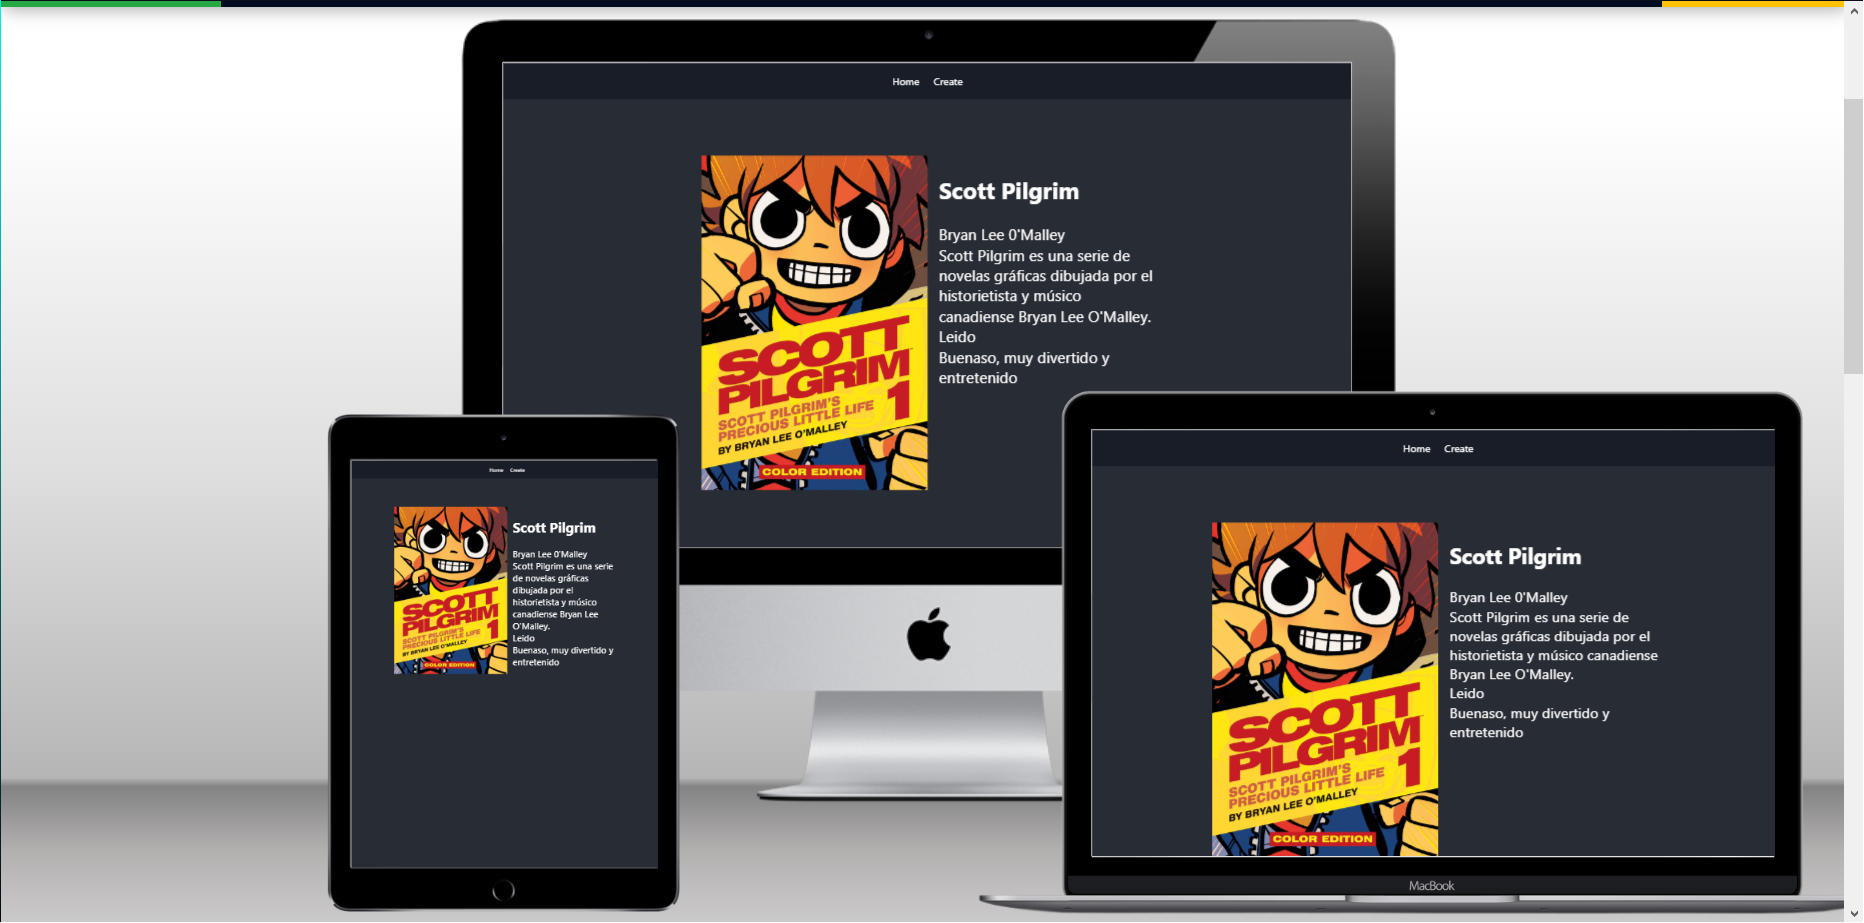 Home Create
Scott Pilgrim
Bryan Lee O'Malley
Scott Pilgrim es una serie de
novelas gráficas dibujada por el
historietista y músico
canadiense Bryan Lee O'Malley.
Leido
Buenaso, muy divertido y
entretenido
SCOTT
PILGRIM
1
SCOTT PILGRIM'S
PRECIOUS LITTLE LIFE
BY BRYAN LEE O'MALLEY
COLOR EDITION
Home Create
Scott Pilgrim
Bryan Lee O'Malley
Scott Pilgrim es una serie
de novelas gráficas
dibujada por el
historietista y músico
canadiense Bryan Lee
O'Malley.
Leido
Buenaso, muy divertido y
entretenido
SCOTT
PILGRIM
1
SCOTT PILGRIM'S
PRECIOUS LITTLE LIFE
BY BRYAN LEE O'MALLEY
COLOR EDITION
Home Create
Scott Pilgrim
Bryan Lee O'Malley
Scott Pilgrim es una serie de
novelas gráficas dibujada por el
historietista y músico canadiense
Bryan Lee O'Malley.
Leido
Buenaso, muy divertido y
entretenido
SCOTT
PILGRIM
1
SCOTT PILGRIM'S
PRECIOUS LITTLE LIFE
BY BRYAN LEE O'MALLEY
COLOR EDITION
MacBook